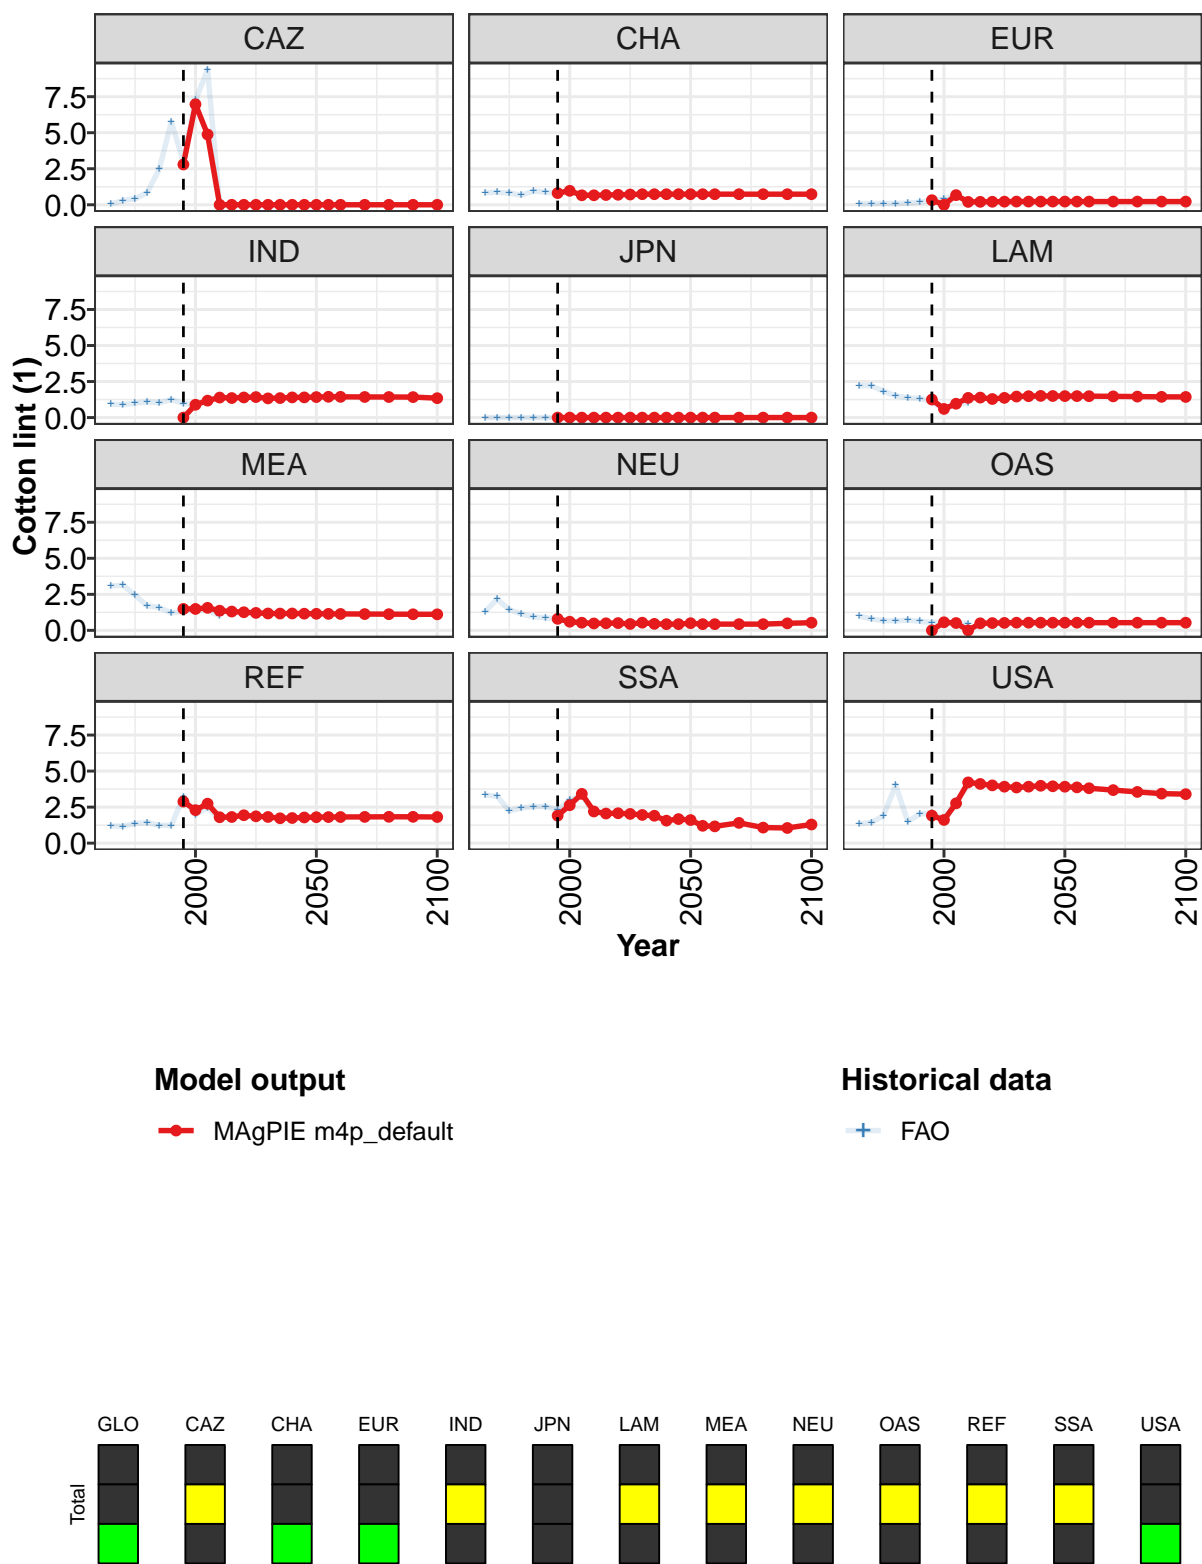 CAZ CHA EUR
7.5
5.0
2.5
0.0
IND JPN LAM
7.5
5.0
2.5
0.0
MEA NEU OAS
7.5
5.0
2.5
0.0
REF SSA USA
7.5
5.0
2.5
0.0
Cotton lint (1)
2000 2050 2100 2000 2050 2100 2000 2050 2100
Year
Model output Historical data
MAgPIE m4p_default FAO
GLO CAZ CHA EUR IND JPN LAM MEA NEU OAS REF SSA USA
Total